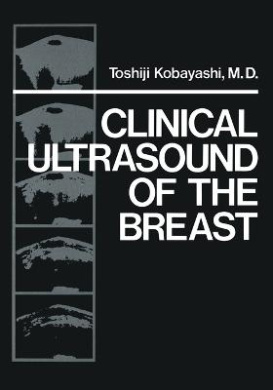 Toshiji Kobayashi, M.D.
CLINICAL
ULTRASOUND
OF THE
BREAST